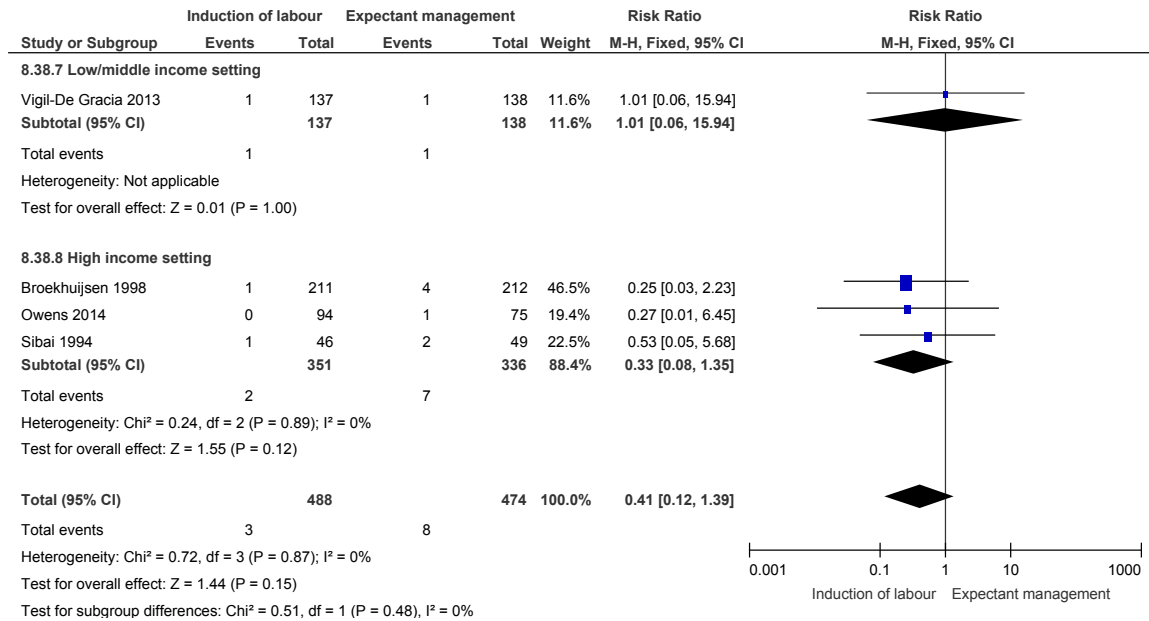 Induction of labour Expectant management Risk Ratio Risk Ratio
Study or Subgroup Events Total Events Total Weight M-H, Fixed, 95% CI M-H, Fixed, 95% CI
8.38.7 Low/middle income setting
Vigil-De Gracia 2013 1 137 1 138 11.6% 1.01 [0.06, 15.94]
Subtotal (95% CI) 137 138 11.6% 1.01 [0.06, 15.94]
Total events 1 1
Heterogeneity: Not applicable
Test for overall effect: Z = 0.01 (P = 1.00)
8.38.8 High income setting
Broekhuijsen 1998 1 211 4 212 46.5% 0.25 [0.03, 2.23]
Owens 2014 0 94 1 75 19.4% 0.27 [0.01, 6.45]
Sibai 1994 1 46 2 49 22.5% 0.53 [0.05, 5.68]
Subtotal (95% CI) 351 336 88.4% 0.33 [0.08, 1.35]
Total events 2 7
Heterogeneity: Chi² = 0.24, df = 2 (P = 0.89); I² = 0%
Test for overall effect: Z = 1.55 (P = 0.12)
Total (95% CI) 488 474 100.0% 0.41 [0.12, 1.39]
Total events 3 8
Heterogeneity: Chi² = 0.72, df = 3 (P = 0.87); I² = 0%
Test for overall effect: Z = 1.44 (P = 0.15)
Test for subgroup differences: Chi² = 0.51, df = 1 (P = 0.48), I² = 0%
0.001 0.1 1 10 1000
Induction of labour Expectant management